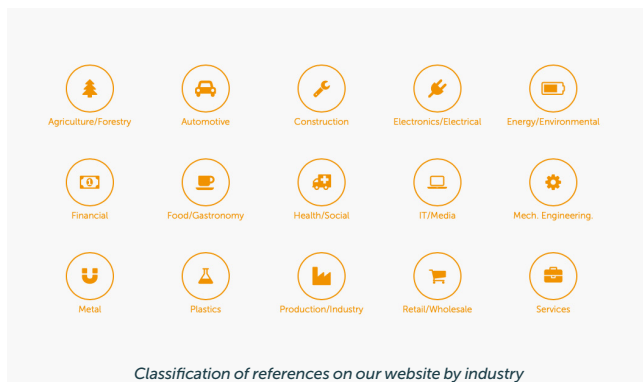 Agriculture/Forestry
Automotive
Construction
Electronics/Electrical
Energy/Environmental
Financial
Food/Gastronomy
Health/Social
IT/Media
Mech. Engineering.
Metal
Plastics
Production/Industry
Retail/Wholesale
Services
Classification of references on our website by industry